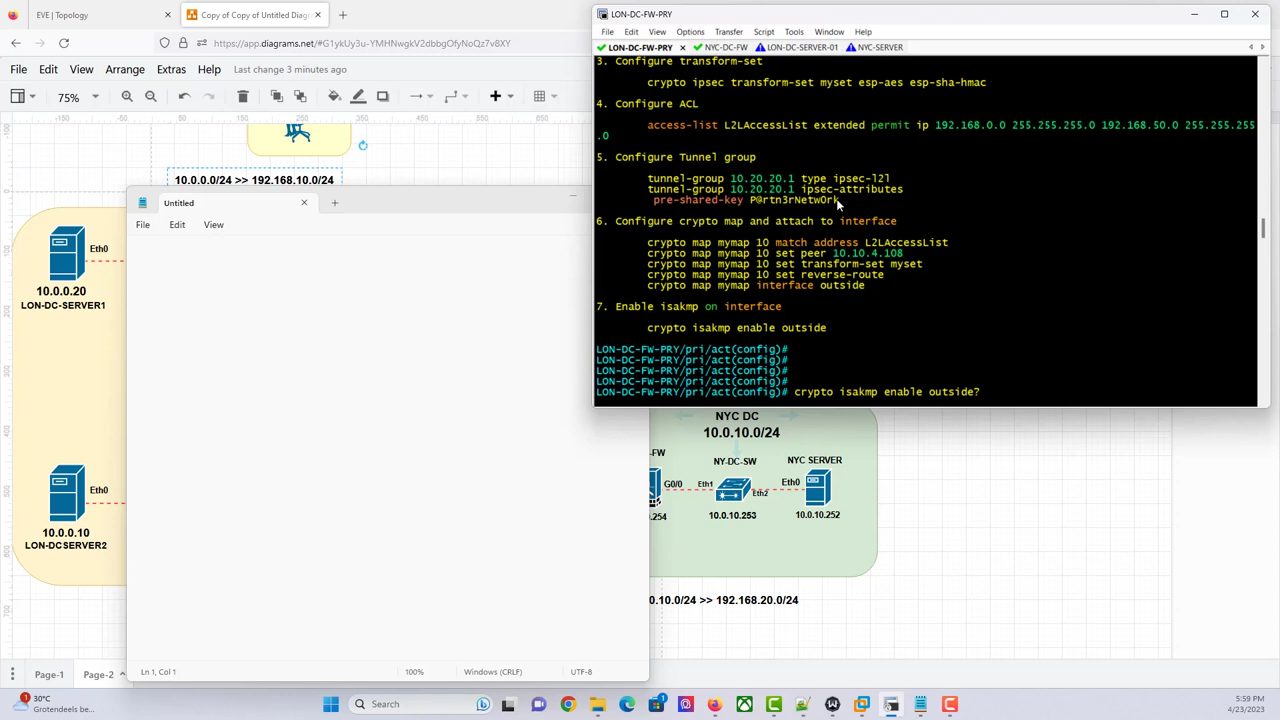 EVE | Topology
Copy of Copy of Untitled Diagra
https://app.diagrams.net/#G1ykUy3u-YMHNwgkV2dbbgOfyNoQz7vGXY
File Edit View Arrange Extras Help Last change 3 minutes ago
75%
-150 -50 50 150 250 350 450 550
10.0.0.0/24 >> 192.168.10.0/24
Eth0
10.0.0.20
LON-DC-SERVER1
Eth0
10.0.0.10
LON-DCSERVER2
Untitled
File Edit View
Ln 1, Col 1 100% Windows (CRLF) UTF-8
LON-DC-FW-PRY
File Edit View Options Transfer Script Tools Window Help
LON-DC-FW-PRY NYC-DC-FW LON-DC-SERVER-01 NYC-SERVER
3. Configure transform-set
crypto ipsec transform-set myset esp-aes esp-sha-hmac
4. Configure ACL
access-list L2LAccessList extended permit ip 192.168.0.0 255.255.255.0 192.168.50.0 255.255.255
.0
5. Configure Tunnel group
tunnel-group 10.20.20.1 type ipsec-l2l
tunnel-group 10.20.20.1 ipsec-attributes
pre-shared-key P@rtn3rNetw0rk
6. Configure crypto map and attach to interface
crypto map mymap 10 match address L2LAccessList
crypto map mymap 10 set peer 10.10.4.108
crypto map mymap 10 set transform-set myset
crypto map mymap 10 set reverse-route
crypto map mymap interface outside
7. Enable isakmp on interface
crypto isakmp enable outside
LON-DC-FW-PRY/pri/act(config)#
LON-DC-FW-PRY/pri/act(config)#
LON-DC-FW-PRY/pri/act(config)#
LON-DC-FW-PRY/pri/act(config)#
LON-DC-FW-PRY/pri/act(config)# crypto isakmp enable outside?
NYC DC
10.0.10.0/24
-FW NY-DC-SW NYC SERVER
G0/0 Eth1 Eth2 Eth0
.254 10.0.10.253 10.0.10.252
0.10.0/24 >> 192.168.20.0/24
Page-1 Page-2
30°C
Grotendeels be...
Search
5:59 PM
4/23/2023